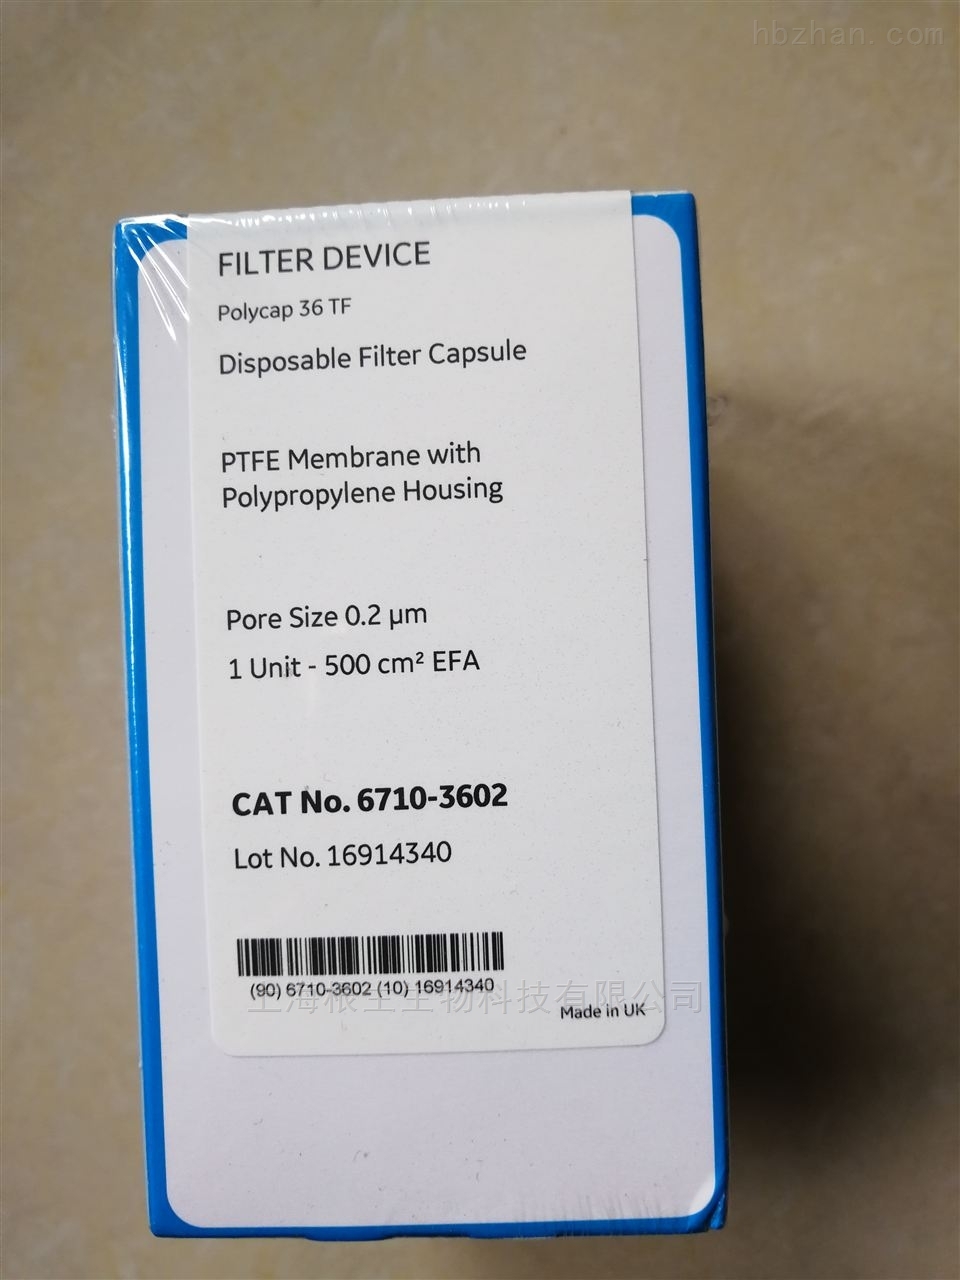 hbzhan.com
FILTER DEVICE
Polycap 36 TF
Disposable Filter Capsule
PTFE Membrane with
Polypropylene Housing
Pore Size 0.2 µm
1 Unit - 500 cm² EFA
CAT No. 6710-3602
Lot No. 16914340
(90) 6710-3602 (10) 16914340
上海根生生物科技有限公司
Made in UK